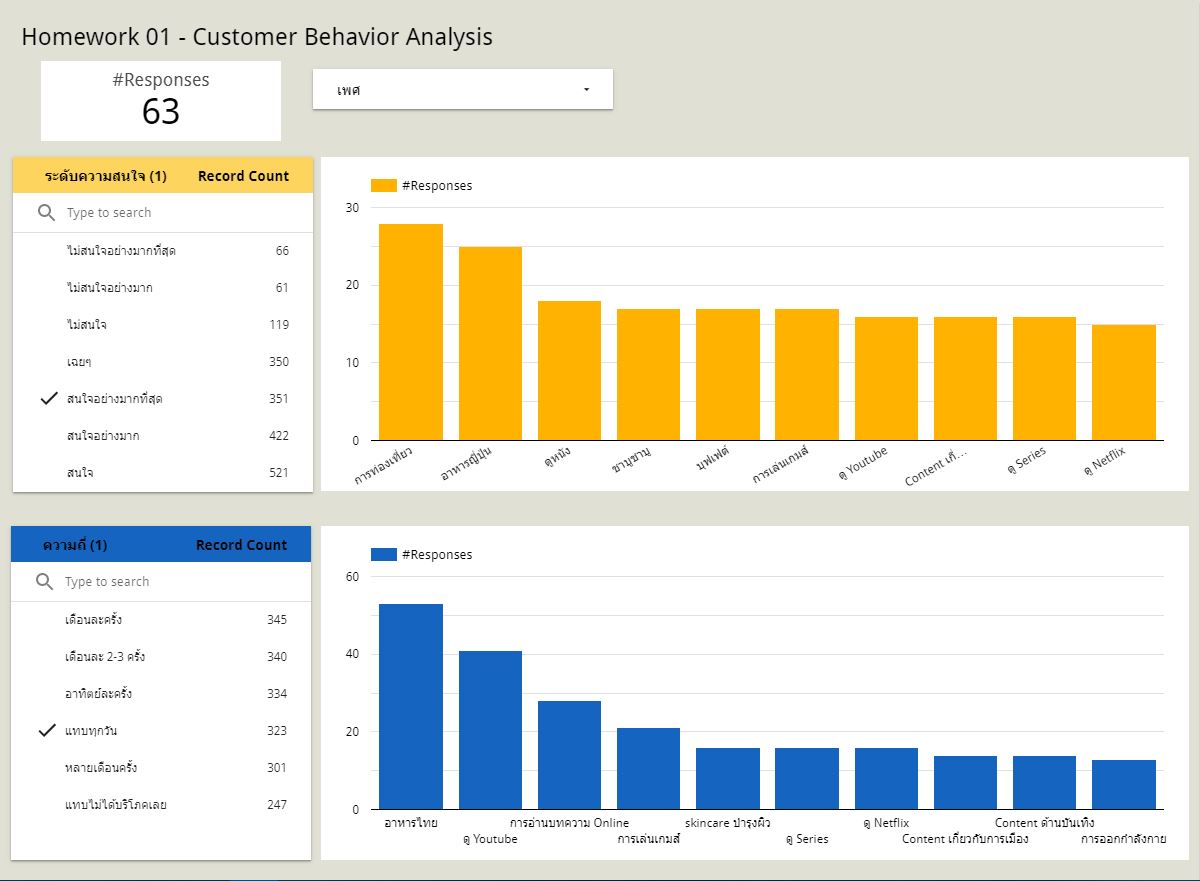 Homework 01 - Customer Behavior Analysis
#Responses
63
เพศ
ระดับความสนใจ (1) Record Count
Type to search
ไม่สนใจอย่างมากที่สุด 66
ไม่สนใจอย่างมาก 61
ไม่สนใจ 119
เฉยๆ 350
สนใจอย่างมากที่สุด 351
สนใจอย่างมาก 422
สนใจ 521
#Responses
30
20
10
0
การท่องเที่ยว อาหารญี่ปุ่น ดูหนัง ชาบูชาบู บุฟเฟ่ต์ การเล่นเกมส์ ดู Youtube Content เกี่... ดู Series ดู Netflix
ความถี่ (1) Record Count
Type to search
เดือนละครั้ง 345
เดือนละ 2-3 ครั้ง 340
อาทิตย์ละครั้ง 334
แทบทุกวัน 323
หลายเดือนครั้ง 301
แทบไม่ได้บริโภคเลย 247
#Responses
60
40
20
0
อาหารไทย การอ่านบทความ Online skincare บำรุงผิว ดู Netflix Content ด้านบันเทิง
ดู Youtube การเล่นเกมส์ ดู Series Content เกี่ยวกับการเมือง การออกกำลังกาย